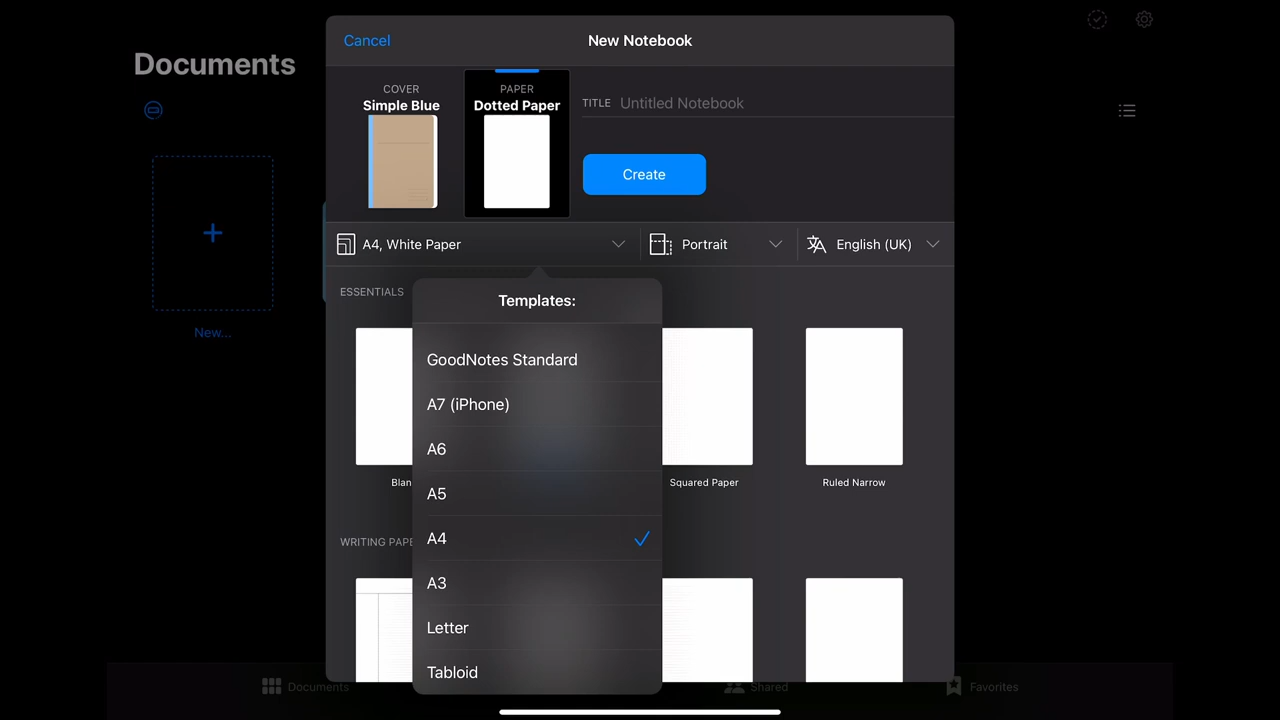 Cancel
New Notebook
Documents
COVER
Simple Blue
PAPER
Dotted Paper
TITLE Untitled Notebook
Create
A4, White Paper
Portrait
English (UK)
New...
ESSENTIALS
Templates:
GoodNotes Standard
A7 (iPhone)
A6
A5
A4
A3
Letter
Tabloid
Squared Paper
Ruled Narrow
Documents
Shared
Favorites